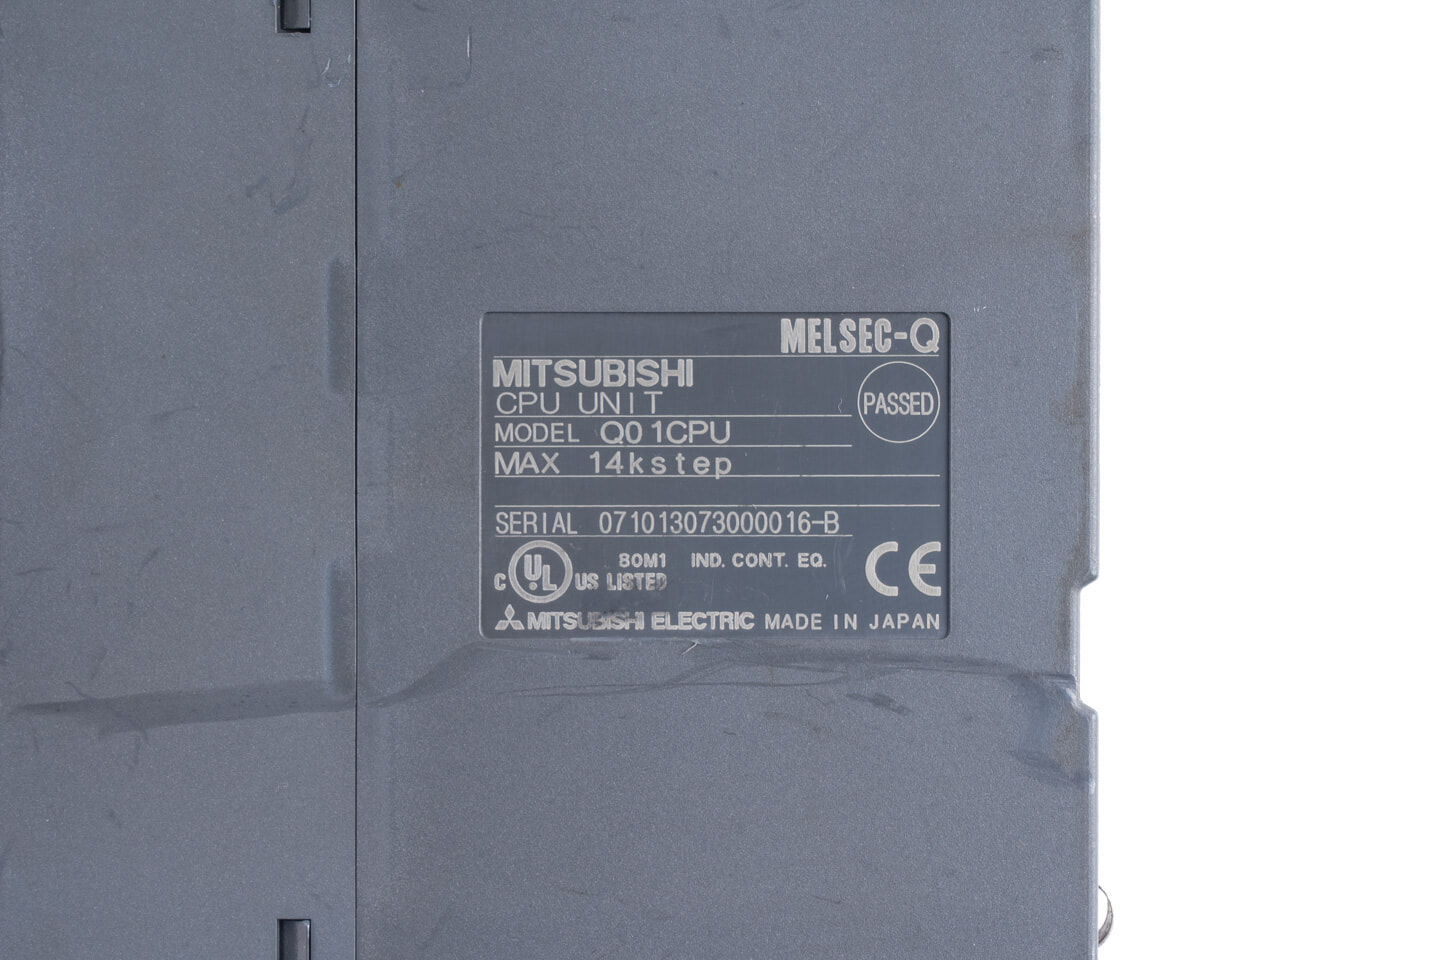 MELSEC-Q
MITSUBISHI
CPU UNIT
PASSED
MODEL Q01CPU
MAX 14kstep
SERIAL 071013073000016-B
80M1 IND. CONT. EQ.
C UL US LISTED
CE
MITSUBISHI ELECTRIC MADE IN JAPAN